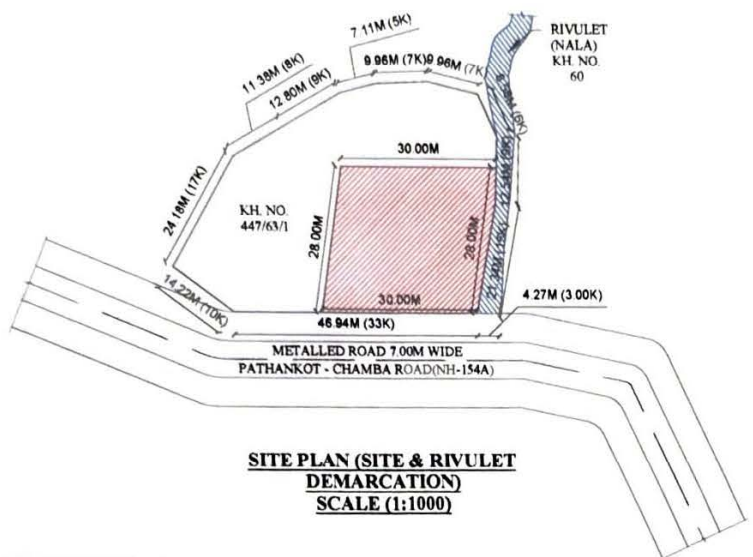 7.11M (5K)
RIVULET
(NALA)
KH. NO.
60
9.96M (7K)
9.96M (7K
11.38M (8K)
12.80M (9K)
30.00M
24.18M (17K)
KH. NO.
447/63/1
28.00M
28.00M
14.22M (10K)
30.00M
4.27M (3.00K)
46.94M (33K)
METALLED ROAD 7.00M WIDE
PATHANKOT - CHAMBA ROAD(NH-154A)
SITE PLAN (SITE & RIVULET
DEMARCATION)
SCALE (1:1000)